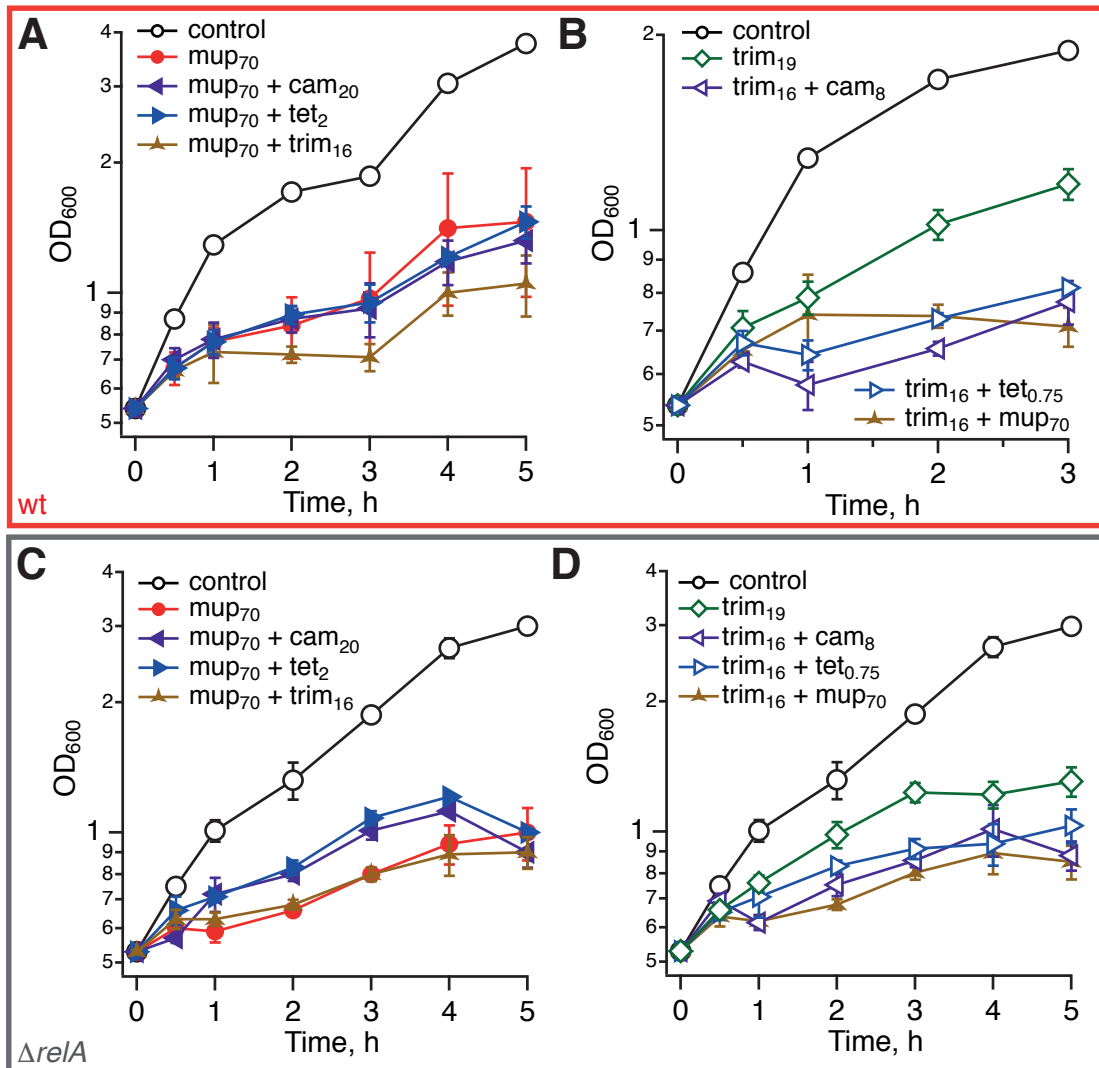 A
control
mup70
mup70 + cam20
mup70 + tet2
mup70 + trim16
OD600
4
3
2
1
9
8
7
6
5
0 1 2 3 4 5
Time, h
wt
B
control
trim19
trim16 + cam8
trim16 + tet0.75
trim16 + mup70
OD600
2
1
9
8
7
6
5
0 1 2 3
Time, h
C
control
mup70
mup70 + cam20
mup70 + tet2
mup70 + trim16
OD600
4
3
2
1
9
8
7
6
5
0 1 2 3 4 5
Time, h
ΔrelA
D
control
trim19
trim16 + cam8
trim16 + tet0.75
trim16 + mup70
OD600
4
3
2
1
9
8
7
6
5
0 1 2 3 4 5
Time, h